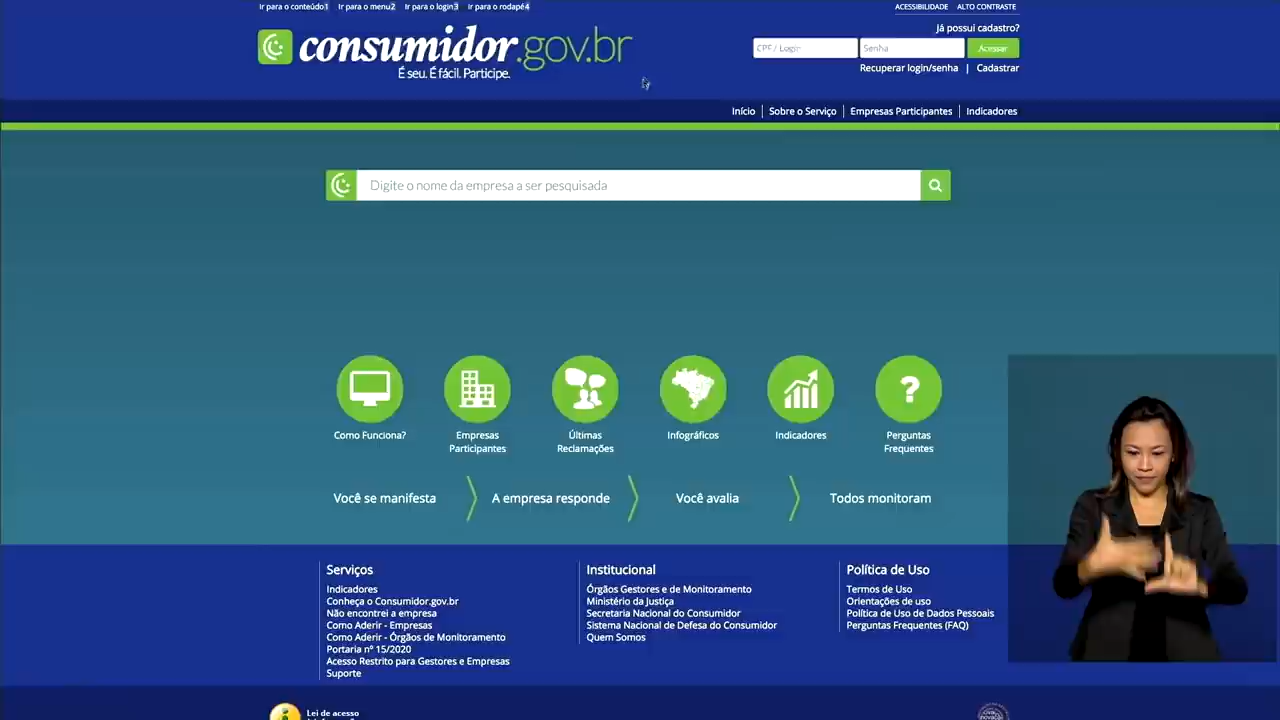 Ir para o conteúdo1 Ir para o menu2 Ir para o login3 Ir para o rodapé4
ACESSIBILIDADE ALTO CONTRASTE
Já possui cadastro?
consumidor.gov.br
CPF / Login Senha Acessar
É seu. É fácil. Participe.
Recuperar login/senha | Cadastrar
Início Sobre o Serviço Empresas Participantes Indicadores
Digite o nome da empresa a ser pesquisada
?
Como Funciona?
Empresas
Participantes
Últimas
Reclamações
Infográficos
Indicadores
Perguntas
Frequentes
Você se manifesta
A empresa responde
Você avalia
Todos monitoram
Serviços
Indicadores
Conheça o Consumidor.gov.br
Não encontrei a empresa
Como Aderir - Empresas
Como Aderir - Órgãos de Monitoramento
Portaria nº 15/2020
Acesso Restrito para Gestores e Empresas
Suporte
Institucional
Órgãos Gestores e de Monitoramento
Ministério da Justiça
Secretaria Nacional do Consumidor
Sistema Nacional de Defesa do Consumidor
Quem Somos
Política de Uso
Termos de Uso
Orientações de uso
Política de Uso de Dados Pessoais
Perguntas Frequentes (FAQ)
Lei de acesso